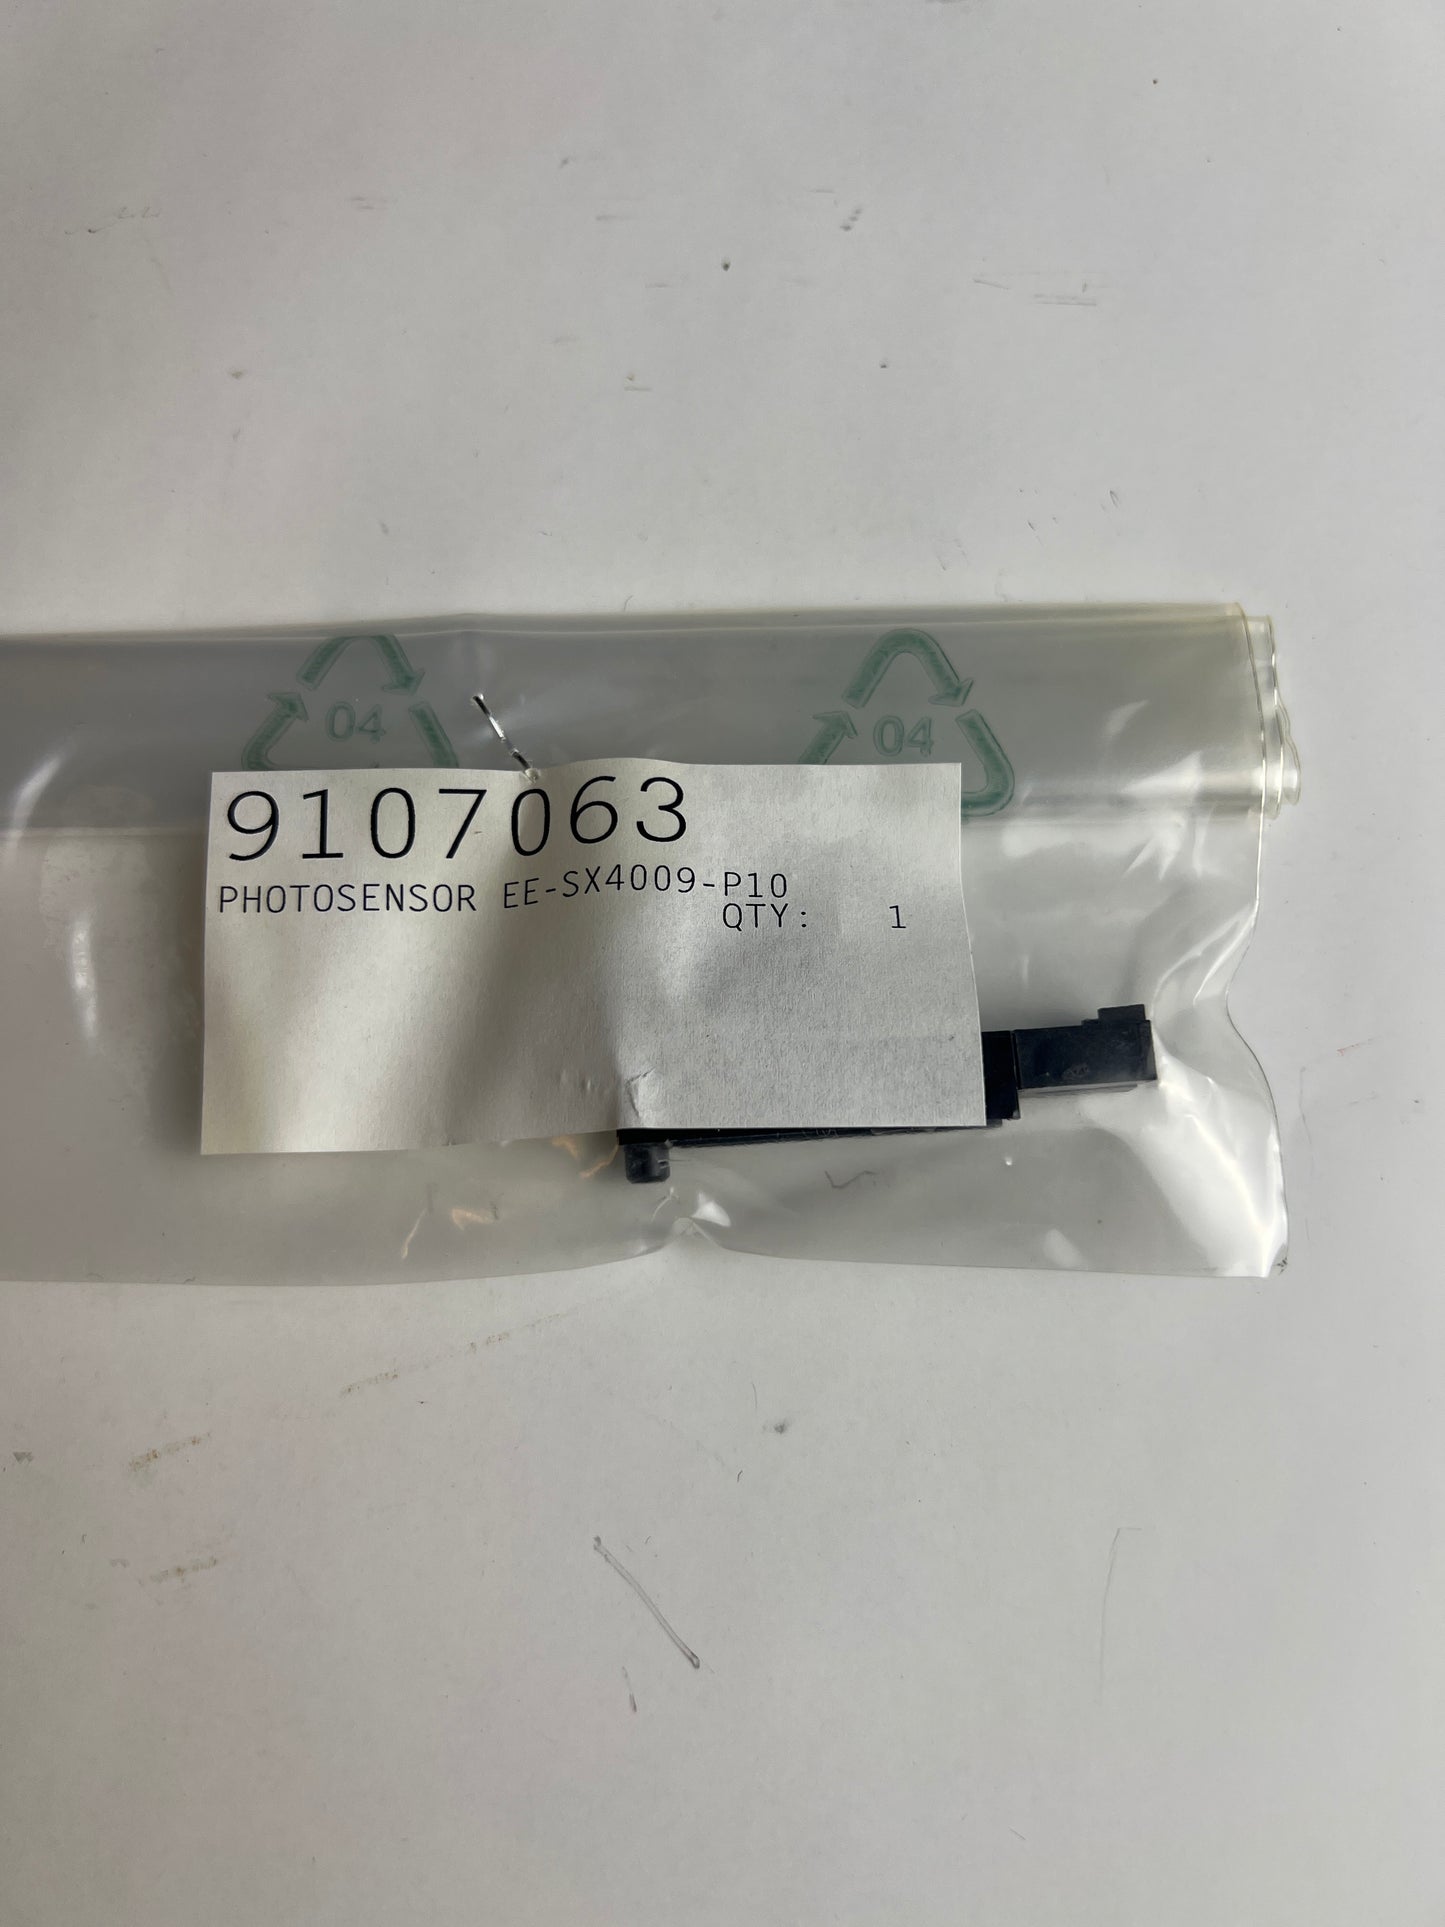 04 04
9107063
PHOTOSENSOR EE-SX4009-P10
QTY: 1